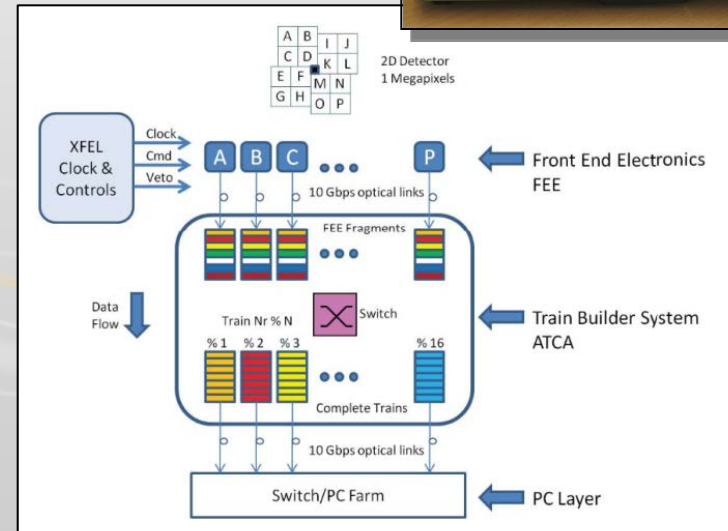 A B
I J
C D
K L
E F
M N
G H
O P
2D Detector
1 Megapixels
XFEL
Clock &
Controls
Clock
Cmd
Veto
A B C P
Front End Electronics
FEE
10 Gbps optical links
FEE Fragments
Data
Flow
Switch
Train Nr % N
Train Builder System
ATCA
% 1 % 2 % 3 % 16
Complete Trains
10 Gbps optical links
Switch/PC Farm
PC Layer